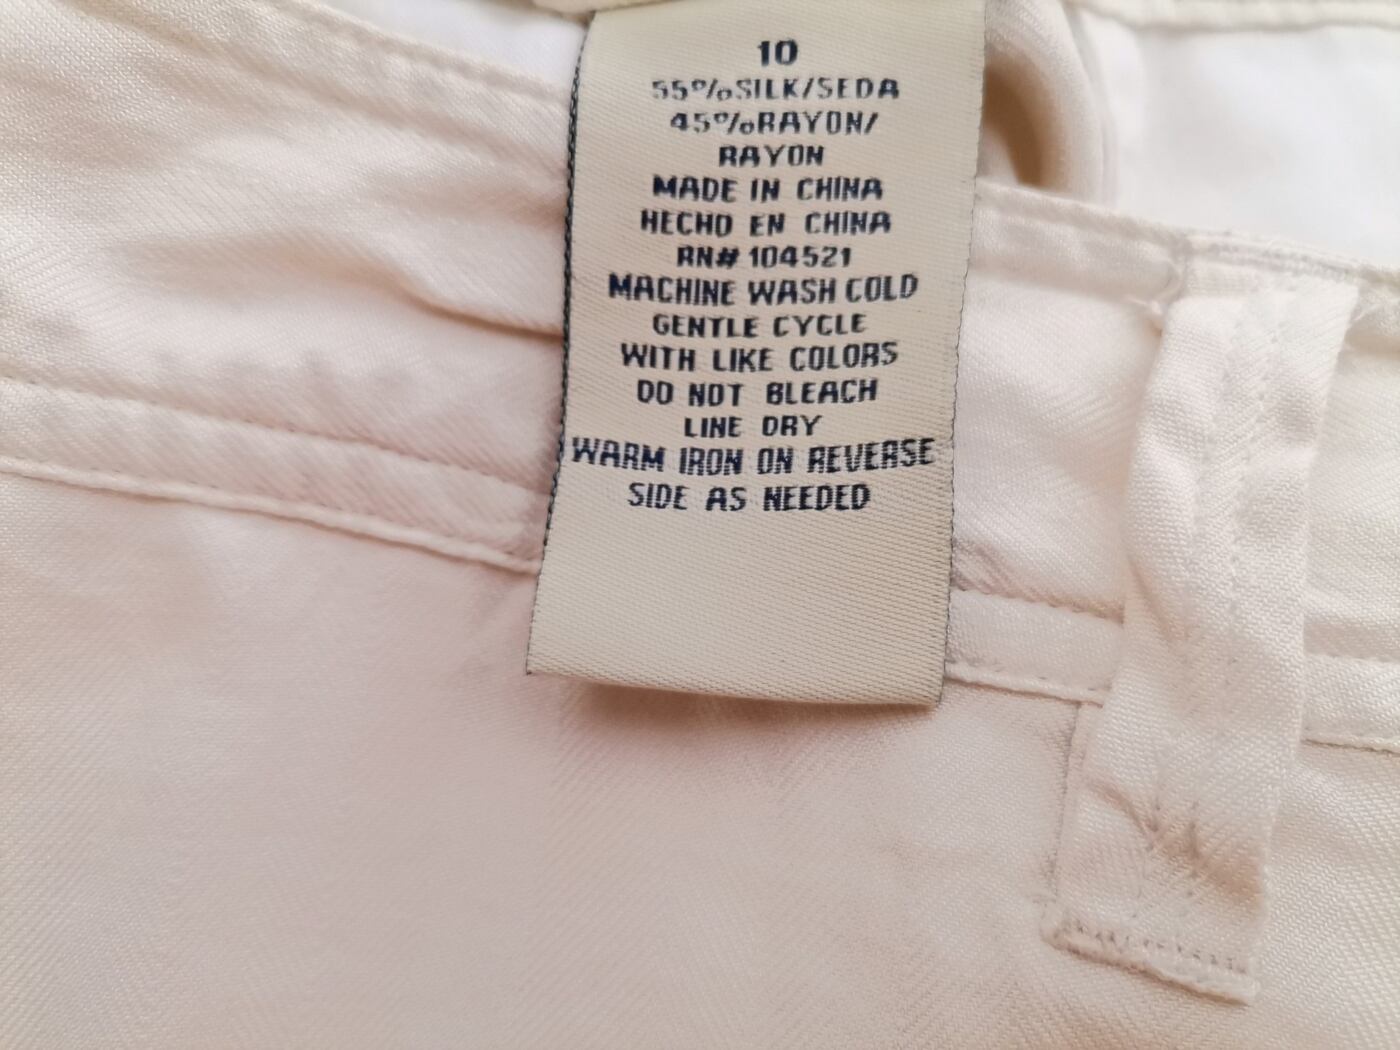 10
55%SILK/SEDA
45%RAYON/
RAYON
MADE IN CHINA
HECHO EN CHINA
RN# 104521
MACHINE WASH COLD
GENTLE CYCLE
WITH LIKE COLORS
DO NOT BLEACH
LINE DRY
WARM IRON ON REVERSE
SIDE AS NEEDED